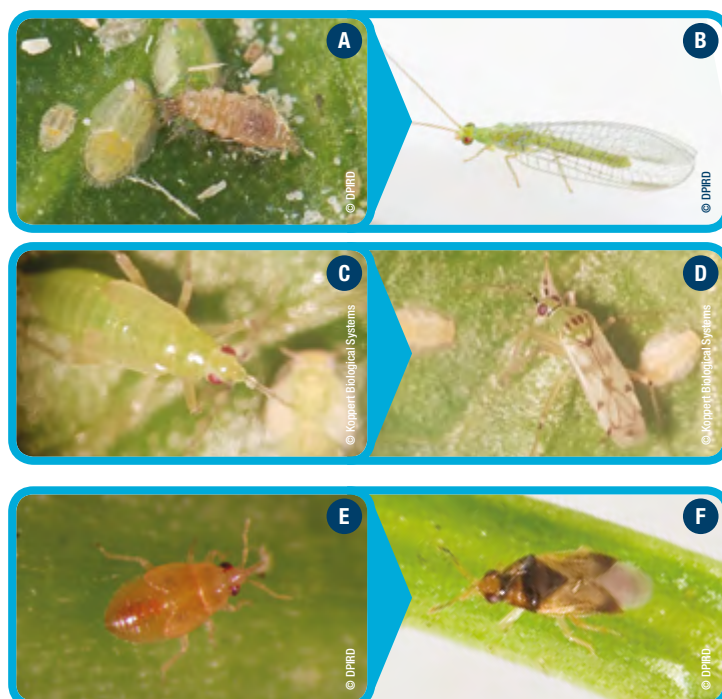 A
© DPIRD
B
© DPIRD
C
© Koppert Biological Systems
D
© Koppert Biological Systems
E
© DPIRD
F
© DPIRD